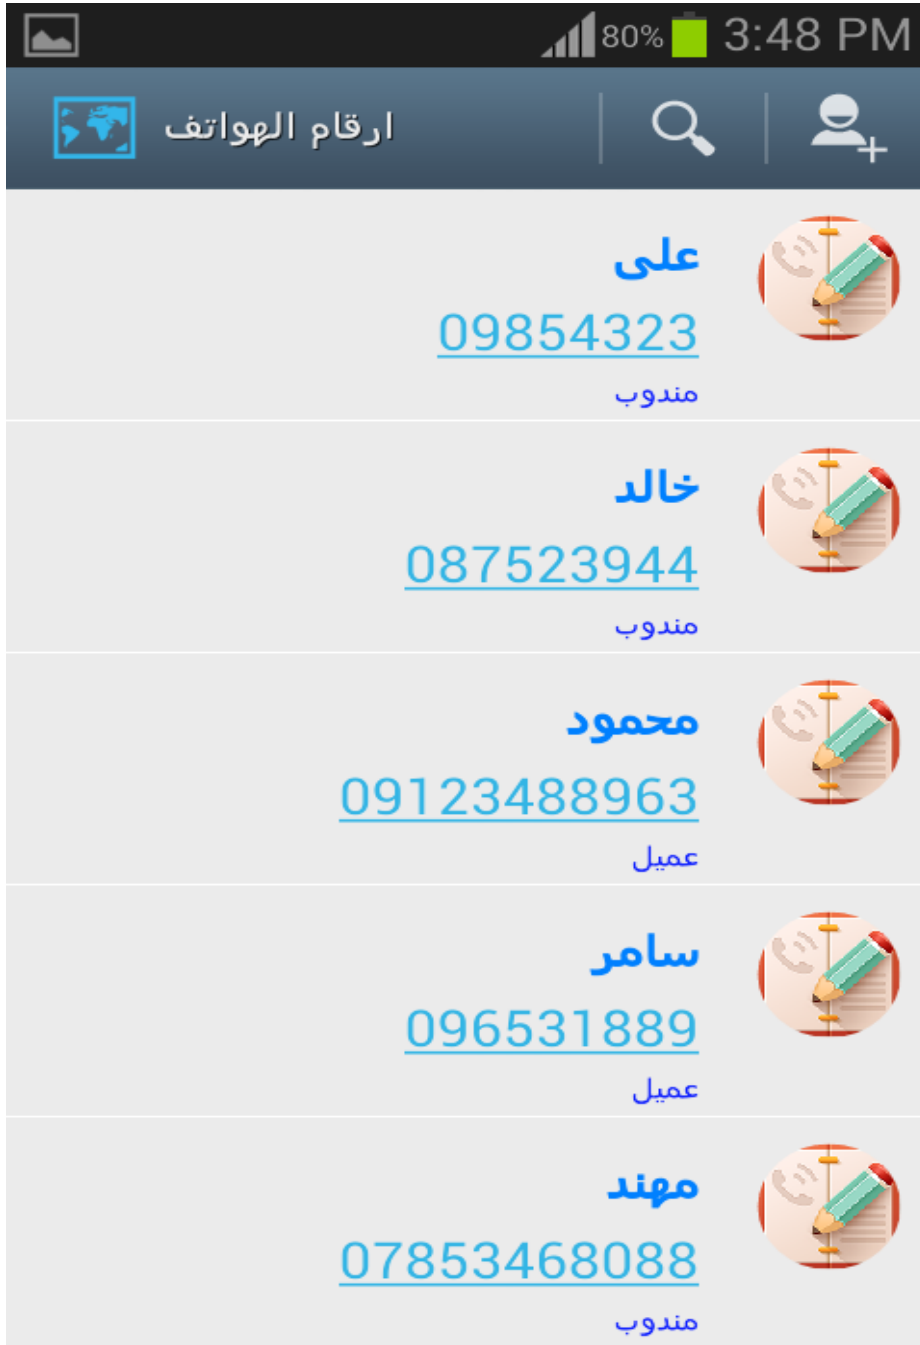 80% 3:48 PM
ارقام الهواتف
على
09854323
مندوب
خالد
087523944
مندوب
محمود
09123488963
عميل
سامر
096531889
عميل
مهند
07853468088
مندوب